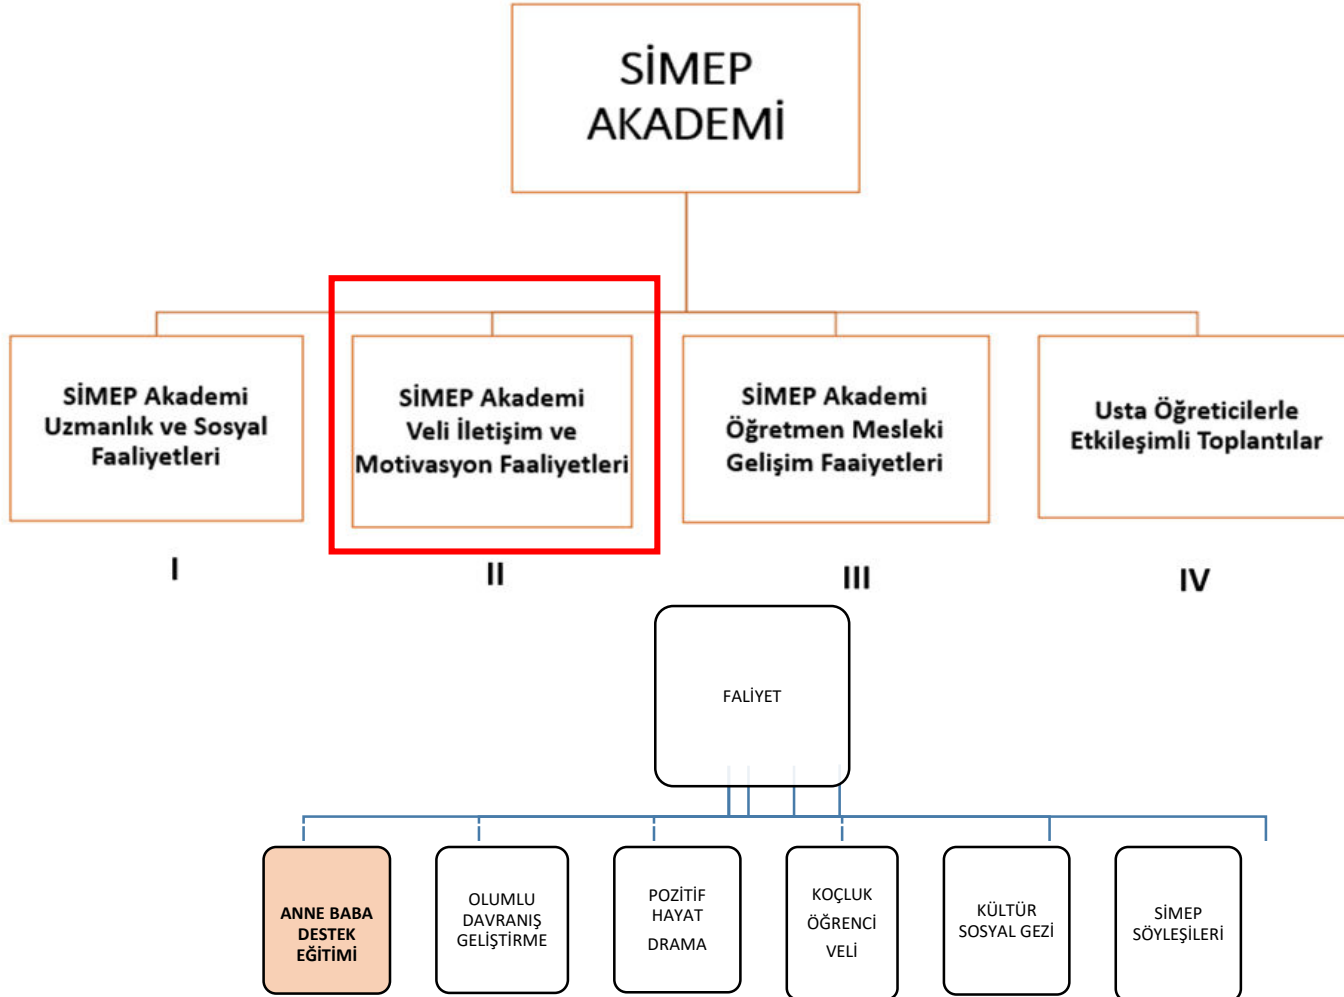 SİMEP
AKADEMİ
SİMEP Akademi
Uzmanlık ve Sosyal
Faaliyetleri
SİMEP Akademi
Veli İletişim ve
Motivasyon Faaliyetleri
SİMEP Akademi
Öğretmen Mesleki
Gelişim Faaiyetleri
Usta Öğreticilerle
Etkileşimli Toplantılar
I
II
III
IV
FALİYET
ANNE BABA
DESTEK
EĞİTİMİ
OLUMLU
DAVRANIŞ
GELİŞTİRME
POZİTİF
HAYAT
DRAMA
KOÇLUK
ÖĞRENCİ
VELİ
KÜLTÜR
SOSYAL GEZİ
SİMEP
SÖYLEŞİLERİ